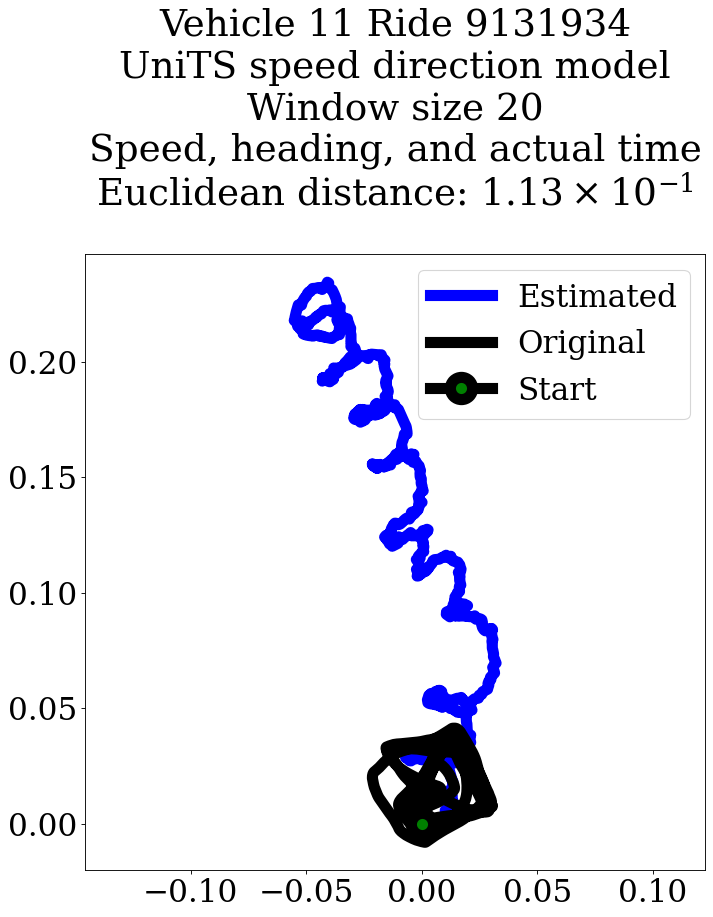 Vehicle 11 Ride 9131934
UniTS speed direction model
Window size 20
Speed, heading, and actual time
Euclidean distance: 1.13 × 10⁻¹
Estimated
Original
Start
0.20
0.15
0.10
0.05
0.00
−0.10 −0.05 0.00 0.05 0.10